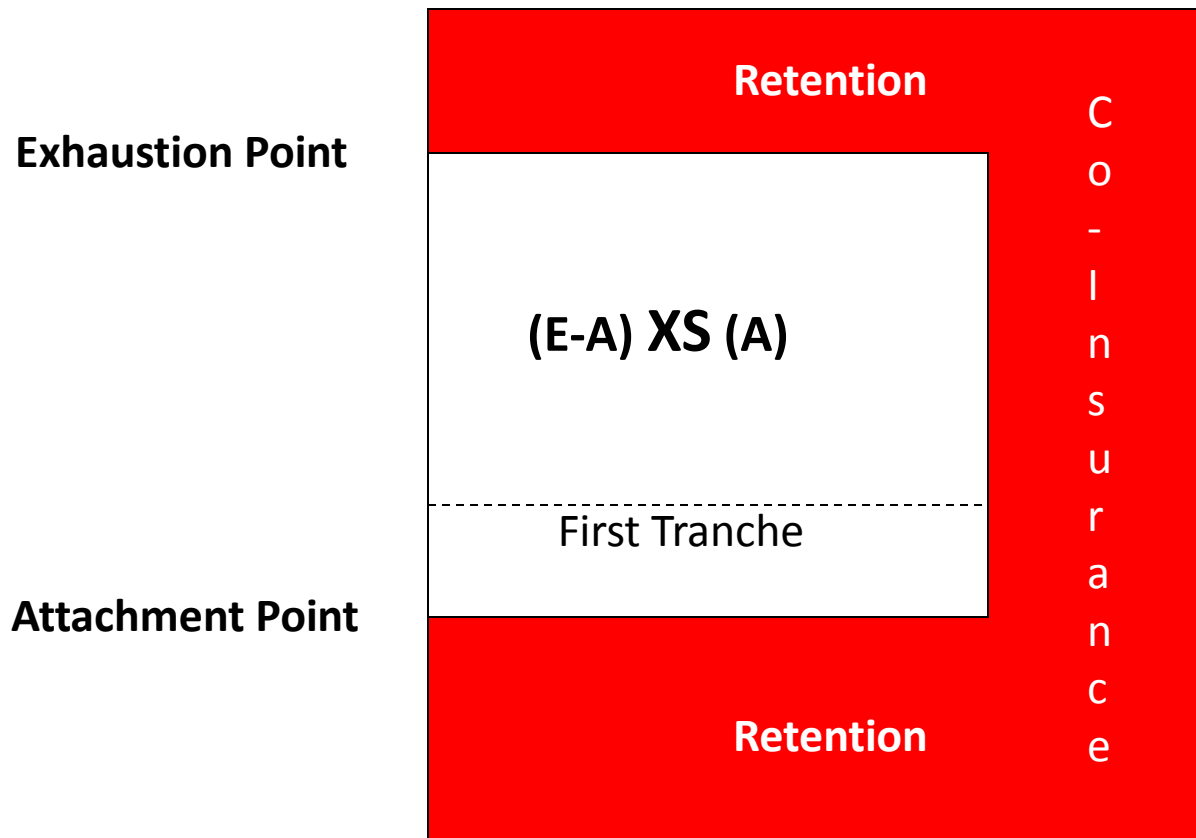 Retention
Exhaustion Point
(E-A) XS (A)
First Tranche
Attachment Point
Retention
Co-Insurance